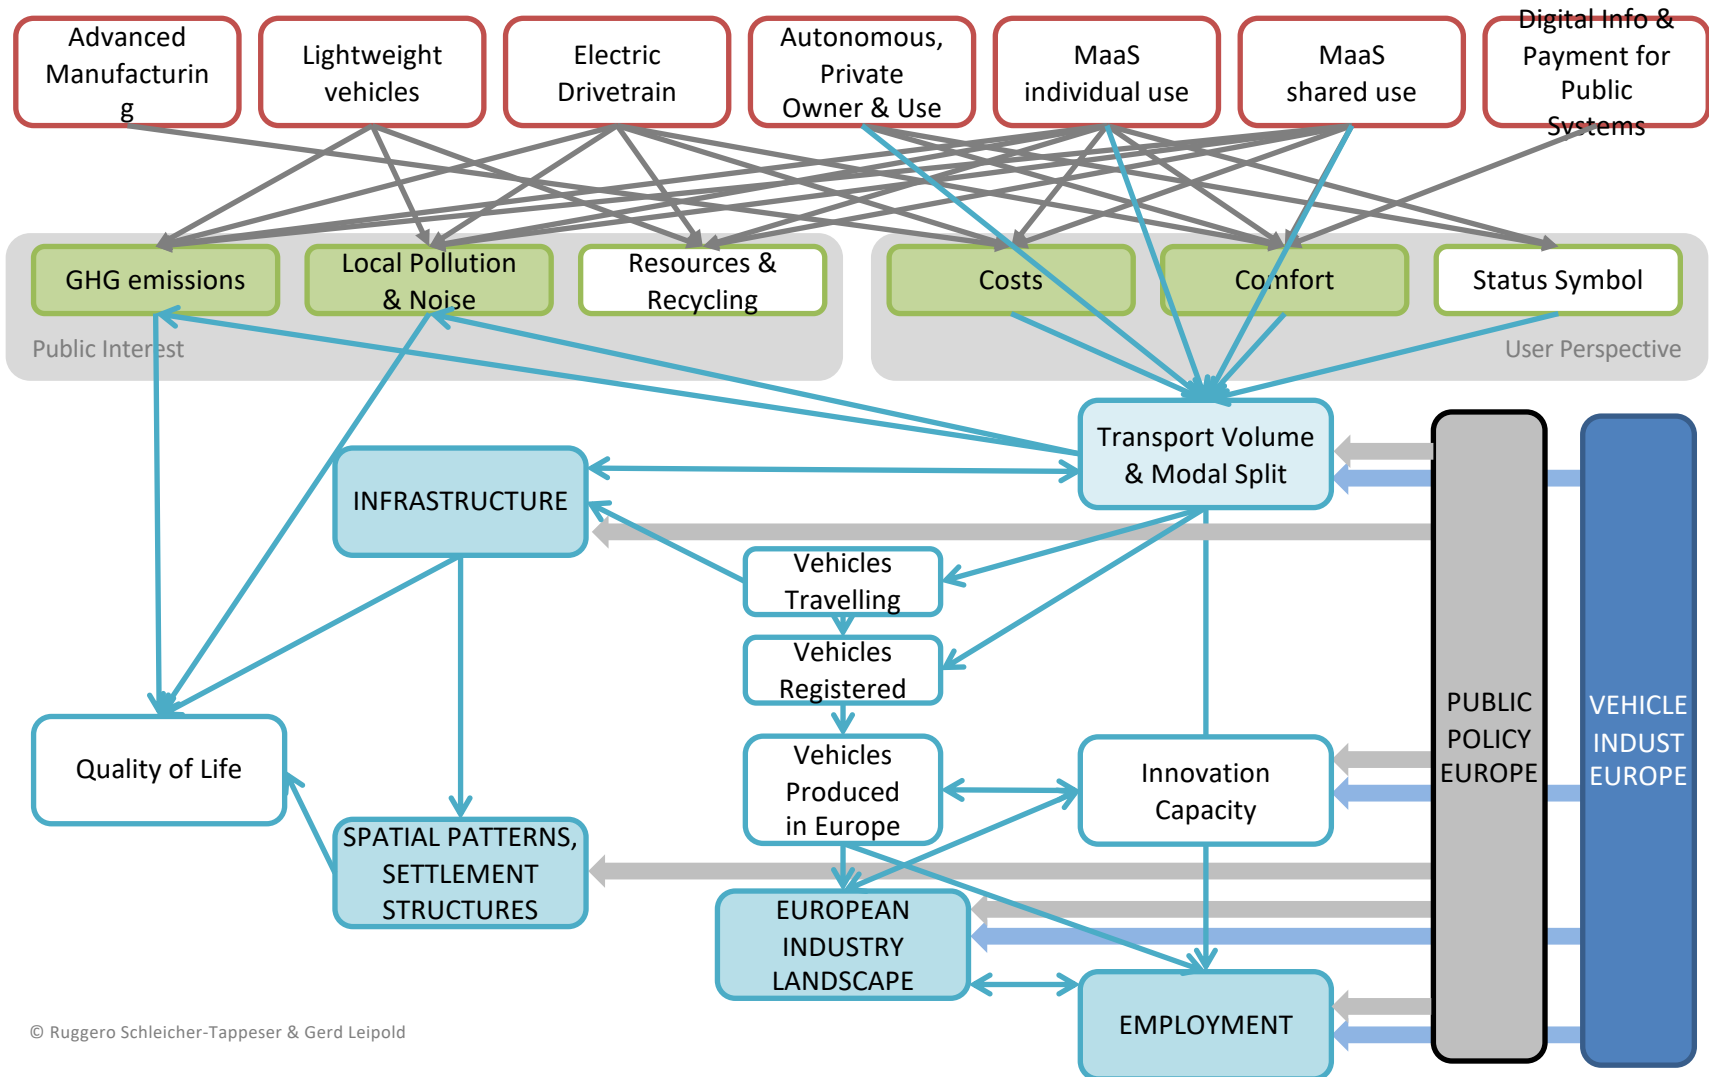 Advanced
Manufacturin
g
Lightweight
vehicles
Electric
Drivetrain
Autonomous,
Private
Owner & Use
MaaS
individual use
MaaS
shared use
Digital Info &
Payment for
Public
Systems
GHG emissions
Local Pollution
& Noise
Resources &
Recycling
Costs
Comfort
Status Symbol
Public Interest
User Perspective
Transport Volume
& Modal Split
INFRASTRUCTURE
Vehicles
Travelling
Vehicles
Registered
PUBLIC
POLICY
EUROPE
VEHICLE
INDUST
EUROPE
Quality of Life
Vehicles
Produced
in Europe
Innovation
Capacity
SPATIAL PATTERNS,
SETTLEMENT
STRUCTURES
EUROPEAN
INDUSTRY
LANDSCAPE
EMPLOYMENT
© Ruggero Schleicher-Tappeser & Gerd Leipold